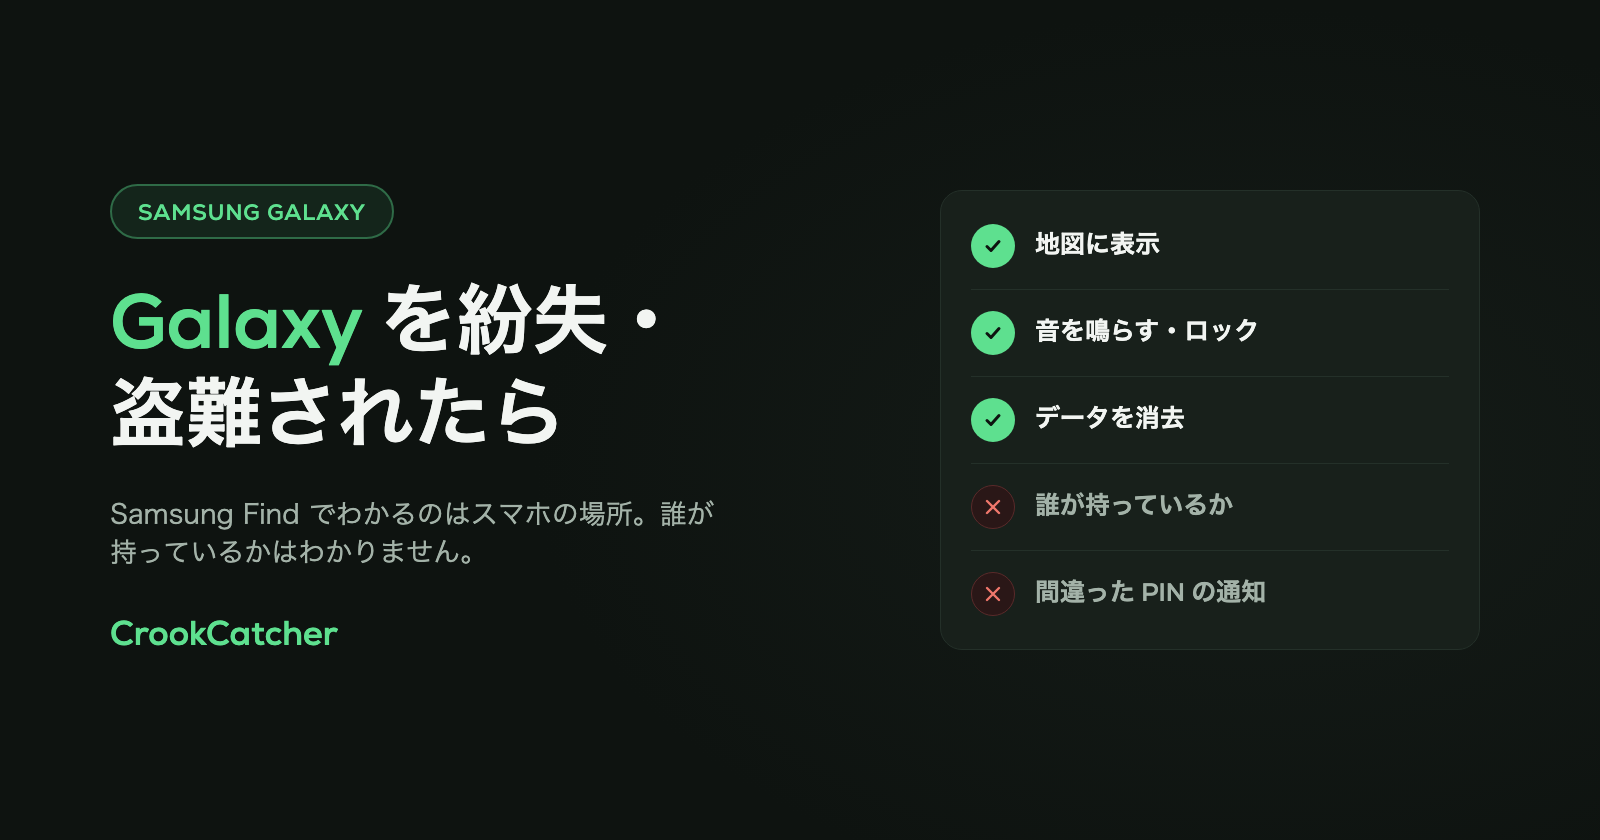 SAMSUNG GALAXY
Galaxy を紛失・
盗難されたら
Samsung Find でわかるのはスマホの場所。誰が
持っているかはわかりません。
CrookCatcher
地図に表示
音を鳴らす・ロック
データを消去
誰が持っているか
間違った PIN の通知